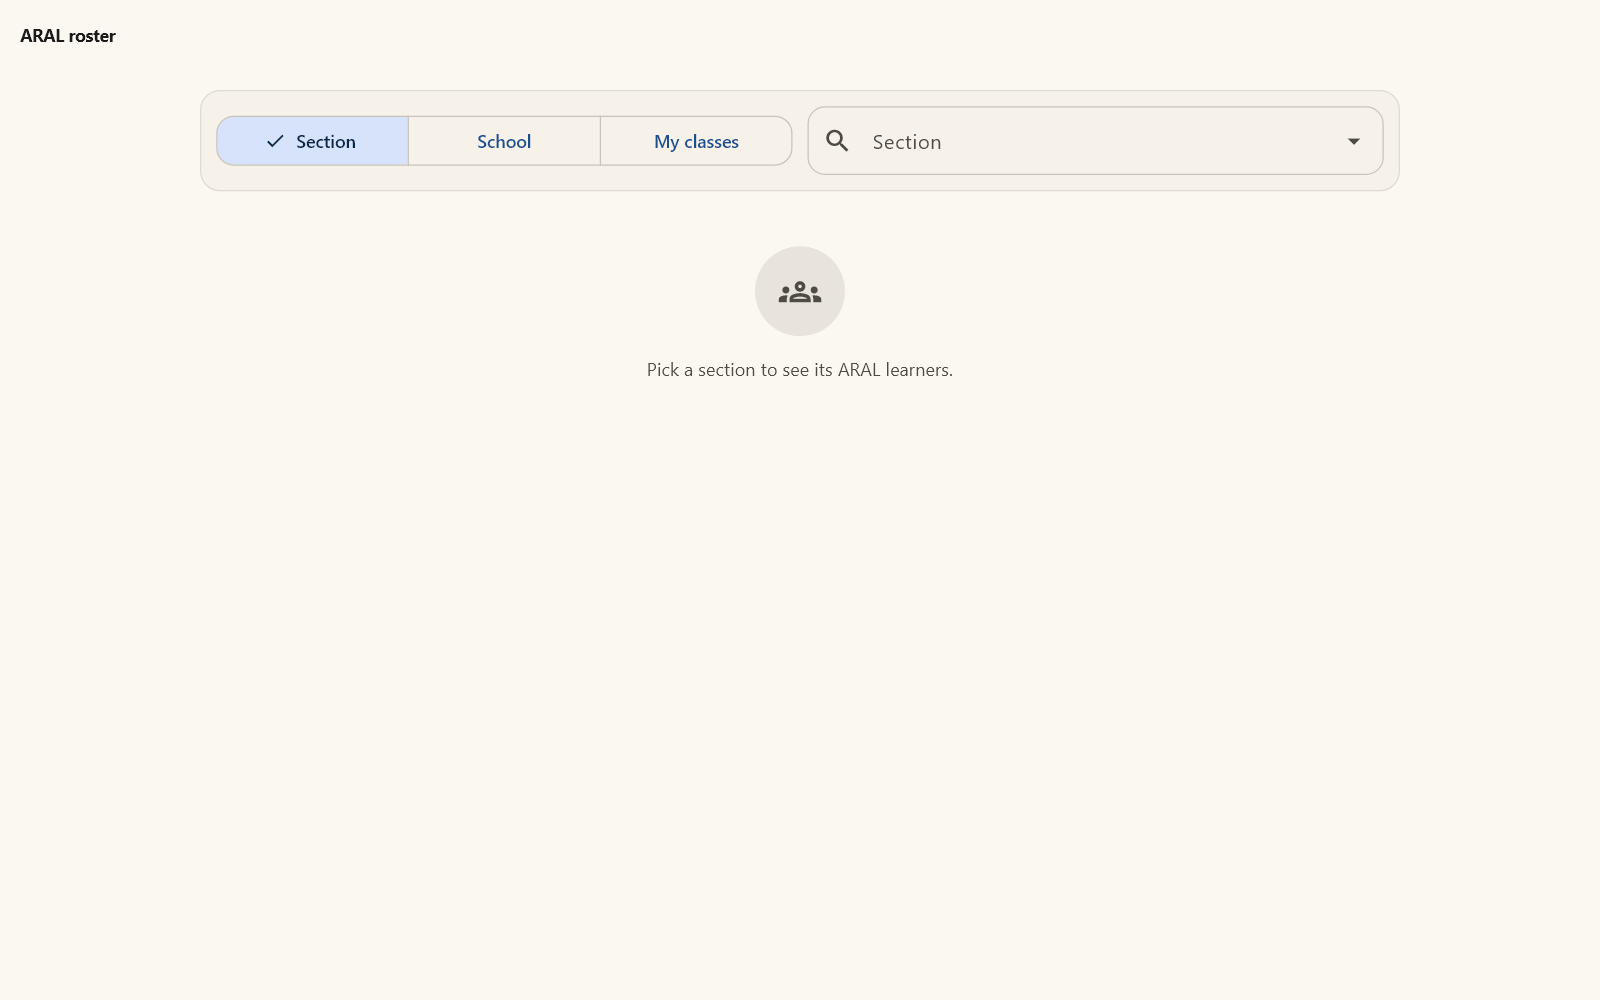 ARAL roster
Section
School
My classes
Section
Pick a section to see its ARAL learners.